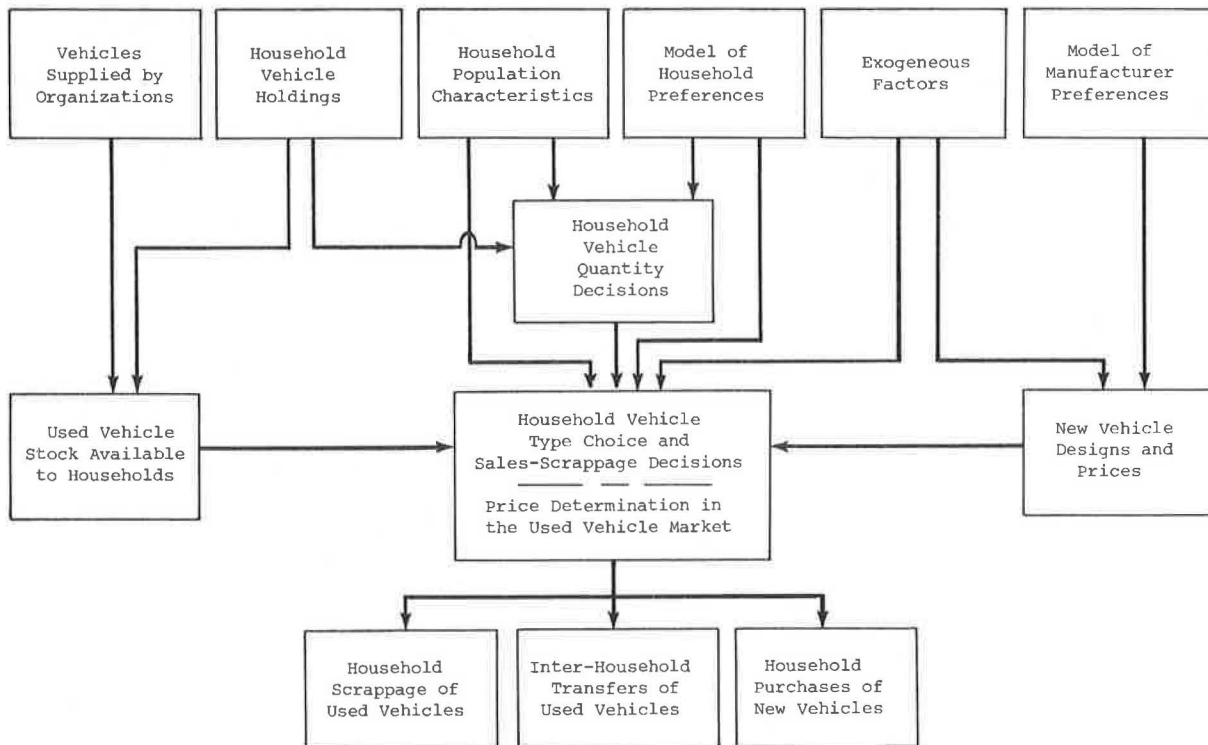 Vehicles
Supplied by
Organizations
Household
Vehicle
Holdings
Household
Population
Characteristics
Model of
Household
Preferences
Exogeneous
Factors
Model of
Manufacturer
Preferences
Household
Vehicle
Quantity
Decisions
Used Vehicle
Stock Available
to Households
Household Vehicle
Type Choice and
Sales-Scrappage Decisions
Price Determination in
the Used Vehicle Market
New Vehicle
Designs and
Prices
Household
Scrappage of
Used Vehicles
Inter-Household
Transfers of
Used Vehicles
Household
Purchases of
New Vehicles